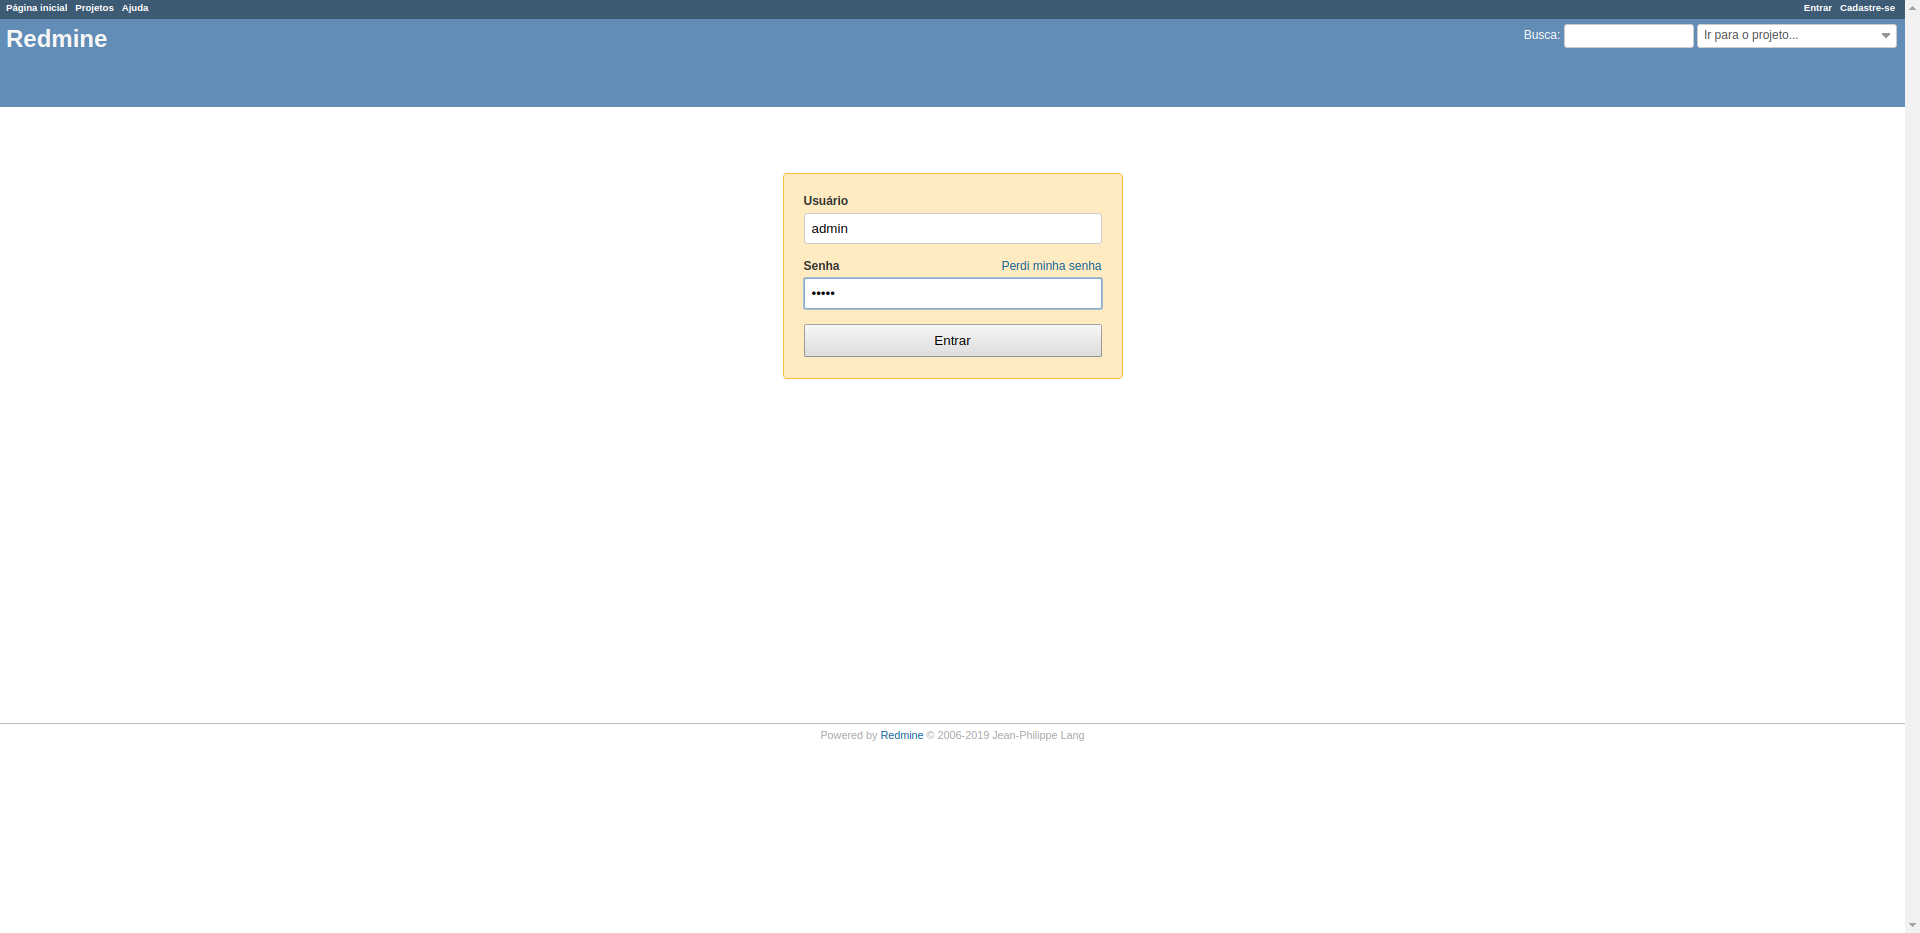 Página inicial Projetos Ajuda Entrar Cadastre-se
Redmine Busca: Ir para o projeto...
Usuário
admin
Senha Perdi minha senha
•••••
Entrar
Powered by Redmine © 2006-2019 Jean-Philippe Lang